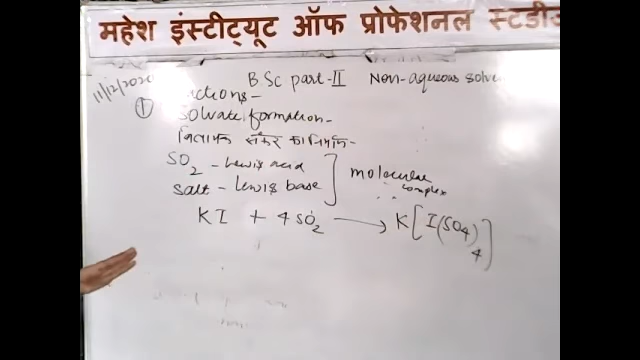 महेश इंस्टीट्यूट ऑफ प्रोफेशनल स्टडीज
11/12/2020 BSc part-II Non-aqueous solve
actions-
① Solvate formation-
SO₂ - Lewis acid
Salt - Lewis base
molecular complex
KI + 4SO₂ ⟶ K[I(SO₄)₄]